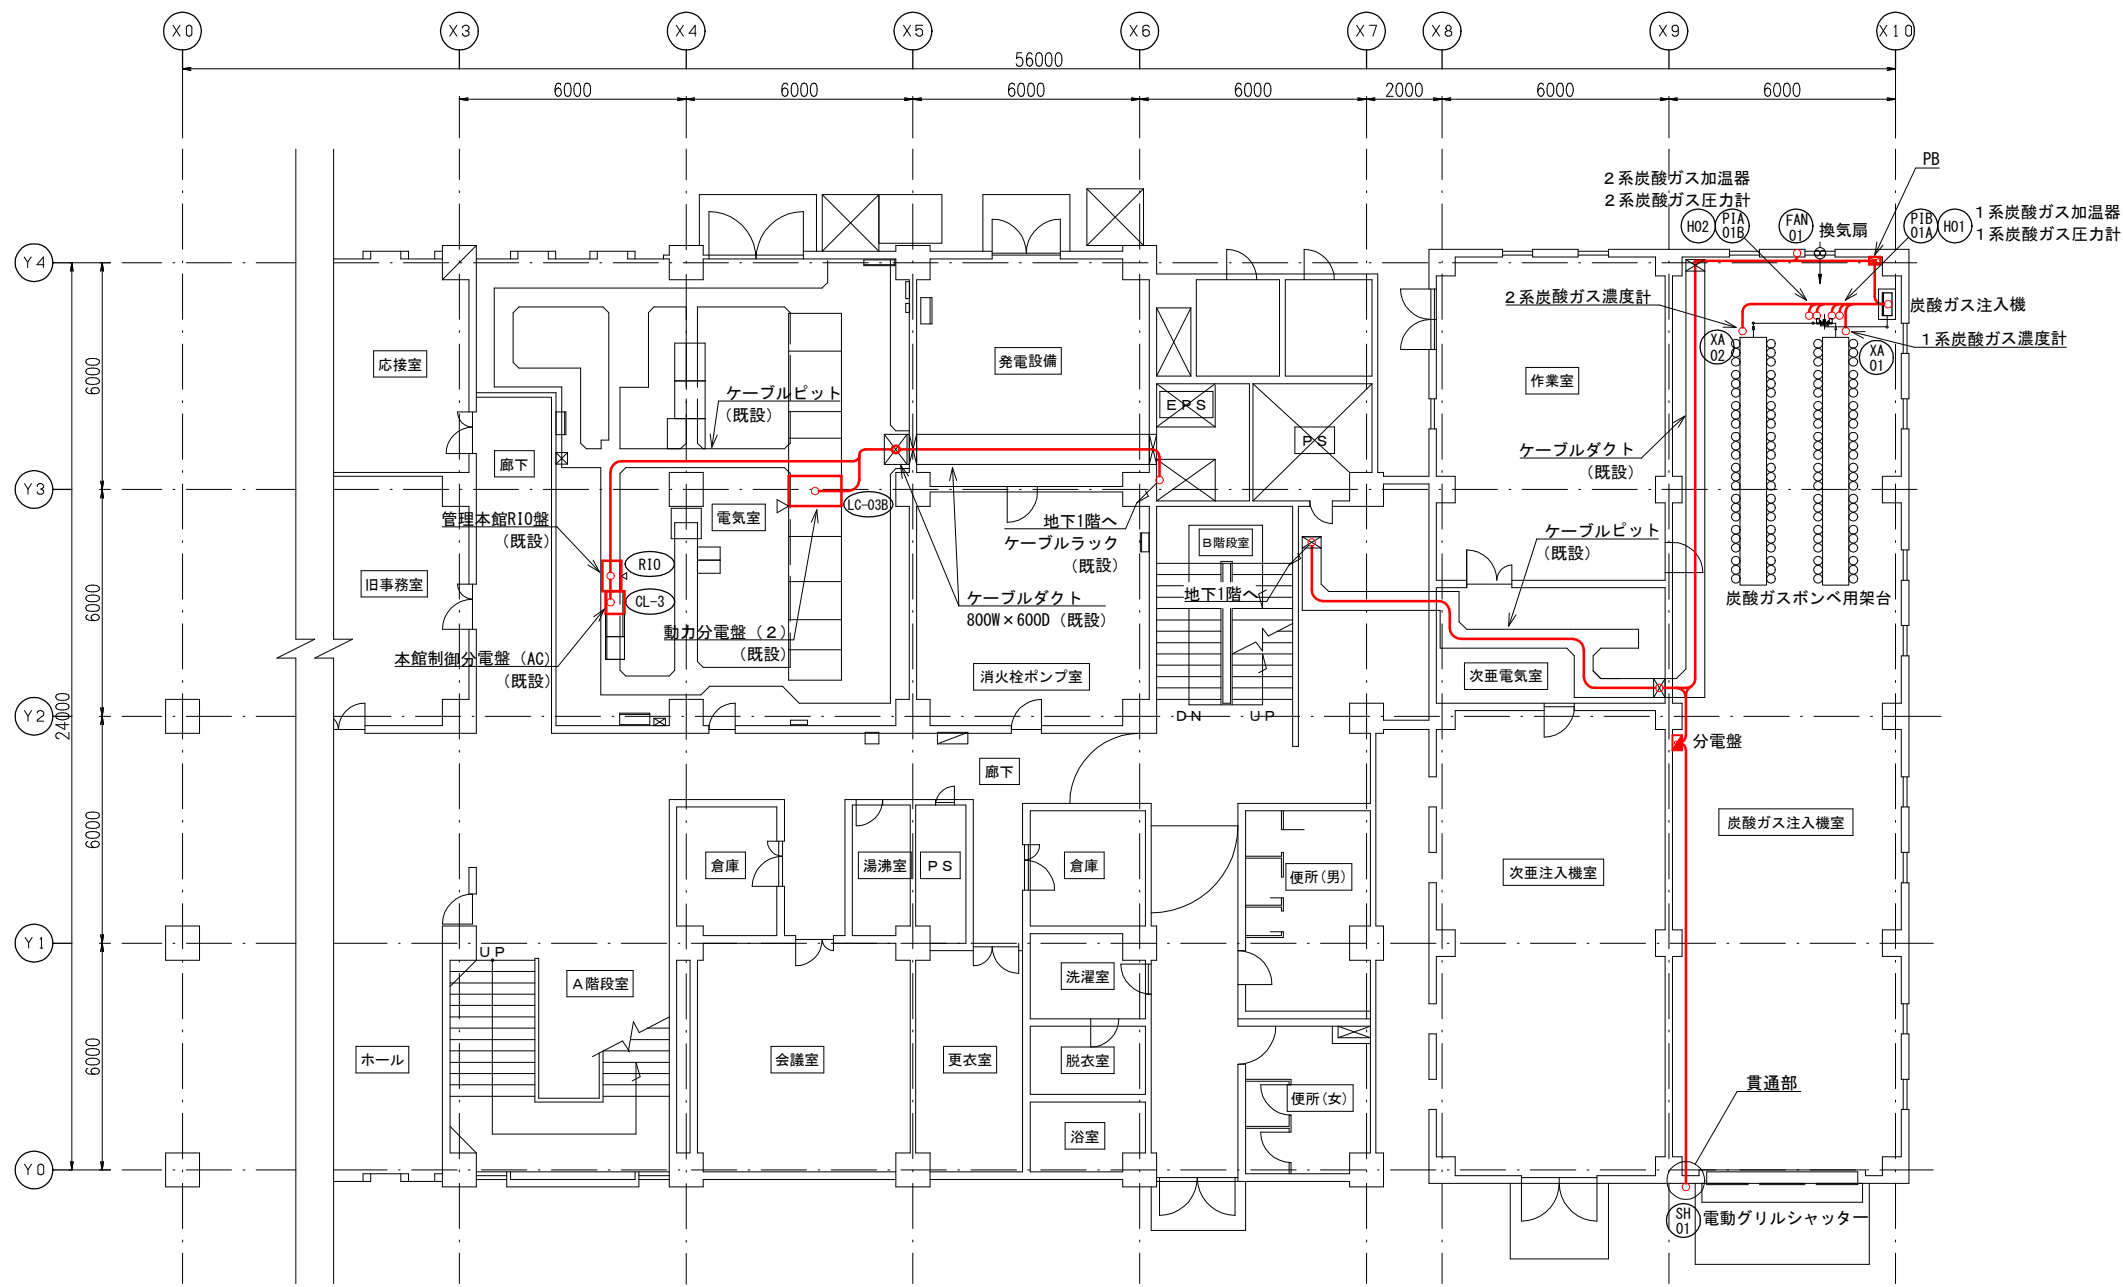 X0
X3
X4
X5
X6
X7
X8
X9
X10
56000
6000
6000
6000
6000
2000
6000
6000
PB
2系炭酸ガス加温器
2系炭酸ガス圧力計
H02
PIA
01B
FAN
01
換気扇
PIB
01A
H01
1系炭酸ガス加温器
1系炭酸ガス圧力計
Y4
Y3
Y2
Y1
Y0
24000
6000
6000
6000
6000
2系炭酸ガス濃度計
炭酸ガス注入機
1系炭酸ガス濃度計
XA
02
XA
01
応接室
発電設備
作業室
ケーブルピット
(既設)
EPS
PS
ケーブルダクト
(既設)
廊下
電気室
LC-03B
管理本館RIO盤
(既設)
地下1階へ
ケーブルラック
(既設)
B階段室
ケーブルピット
(既設)
RIO
CL-3
旧事務室
地下1階へ
ケーブルダクト
800W×600D (既設)
動力分電盤 (2)
(既設)
本館制御分電盤 (AC)
(既設)
炭酸ガスボンベ用架台
消火栓ポンプ室
次亜電気室
DN
UP
分電盤
廊下
炭酸ガス注入機室
倉庫
湯沸室
PS
倉庫
便所(男)
次亜注入機室
UP
A階段室
洗濯室
ホール
会議室
更衣室
脱衣室
便所(女)
貫通部
浴室
SH
01
電動グリルシャッター